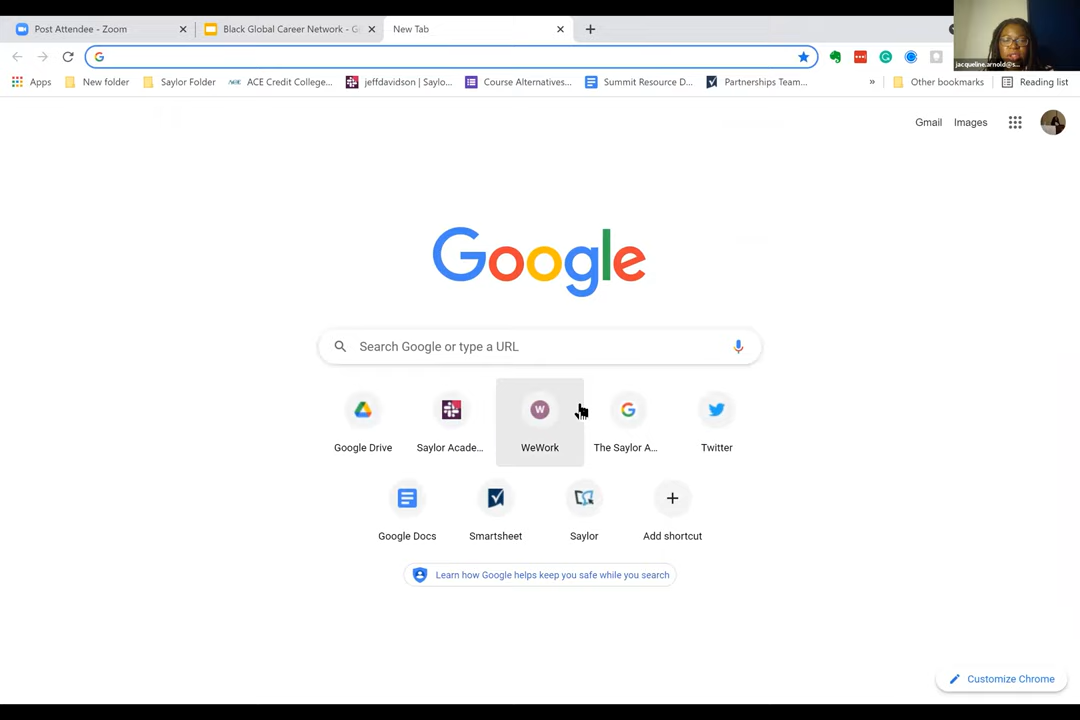 Post Attendee - Zoom
Black Global Career Network - G
New Tab
Apps
New folder
Saylor Folder
ACE Credit College...
jeffdavidson | Saylo...
Course Alternatives...
Summit Resource D...
Partnerships Team...
»
Other bookmarks
Reading list
jacqueline.arnold@s...
Gmail
Images
Google
Search Google or type a URL
W
Google Drive
Saylor Acade...
WeWork
The Saylor A...
Twitter
Google Docs
Smartsheet
Saylor
Add shortcut
Learn how Google helps keep you safe while you search
Customize Chrome